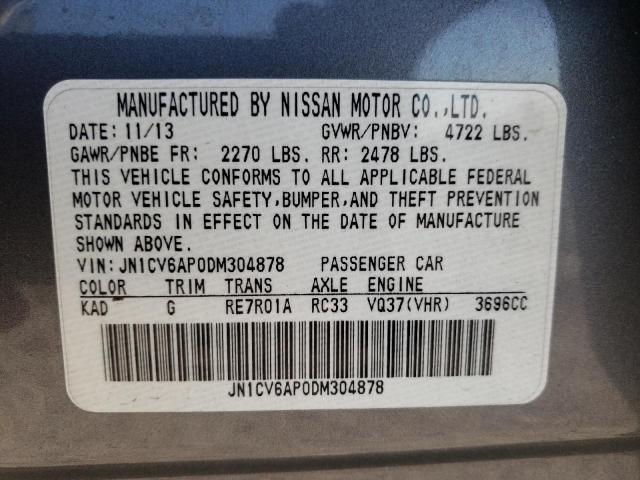 MANUFACTURED BY NISSAN MOTOR CO.,LTD.
DATE: 11/13 GVWR/PNBV: 4722 LBS.
GAWR/PNBE FR: 2270 LBS. RR: 2478 LBS.
THIS VEHICLE CONFORMS TO ALL APPLICABLE FEDERAL
MOTOR VEHICLE SAFETY,BUMPER,AND THEFT PREVENTION
STANDARDS IN EFFECT ON THE DATE OF MANUFACTURE
SHOWN ABOVE.
VIN: JN1CV6AP0DM304878 PASSENGER CAR
COLOR TRIM TRANS AXLE ENGINE
KAD G RE7R01A RC33 VQ37(VHR) 3696CC
JN1CV6AP0DM304878